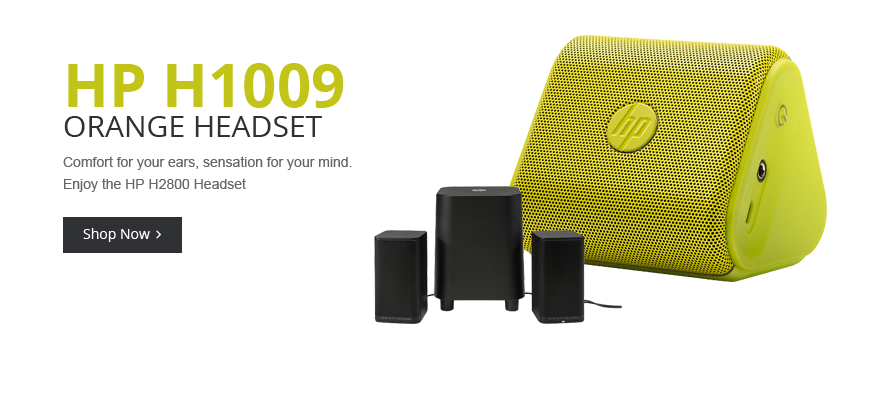 HP H1009
ORANGE HEADSET
Comfort for your ears, sensation for your mind.
Enjoy the HP H2800 Headset
Shop Now
hp